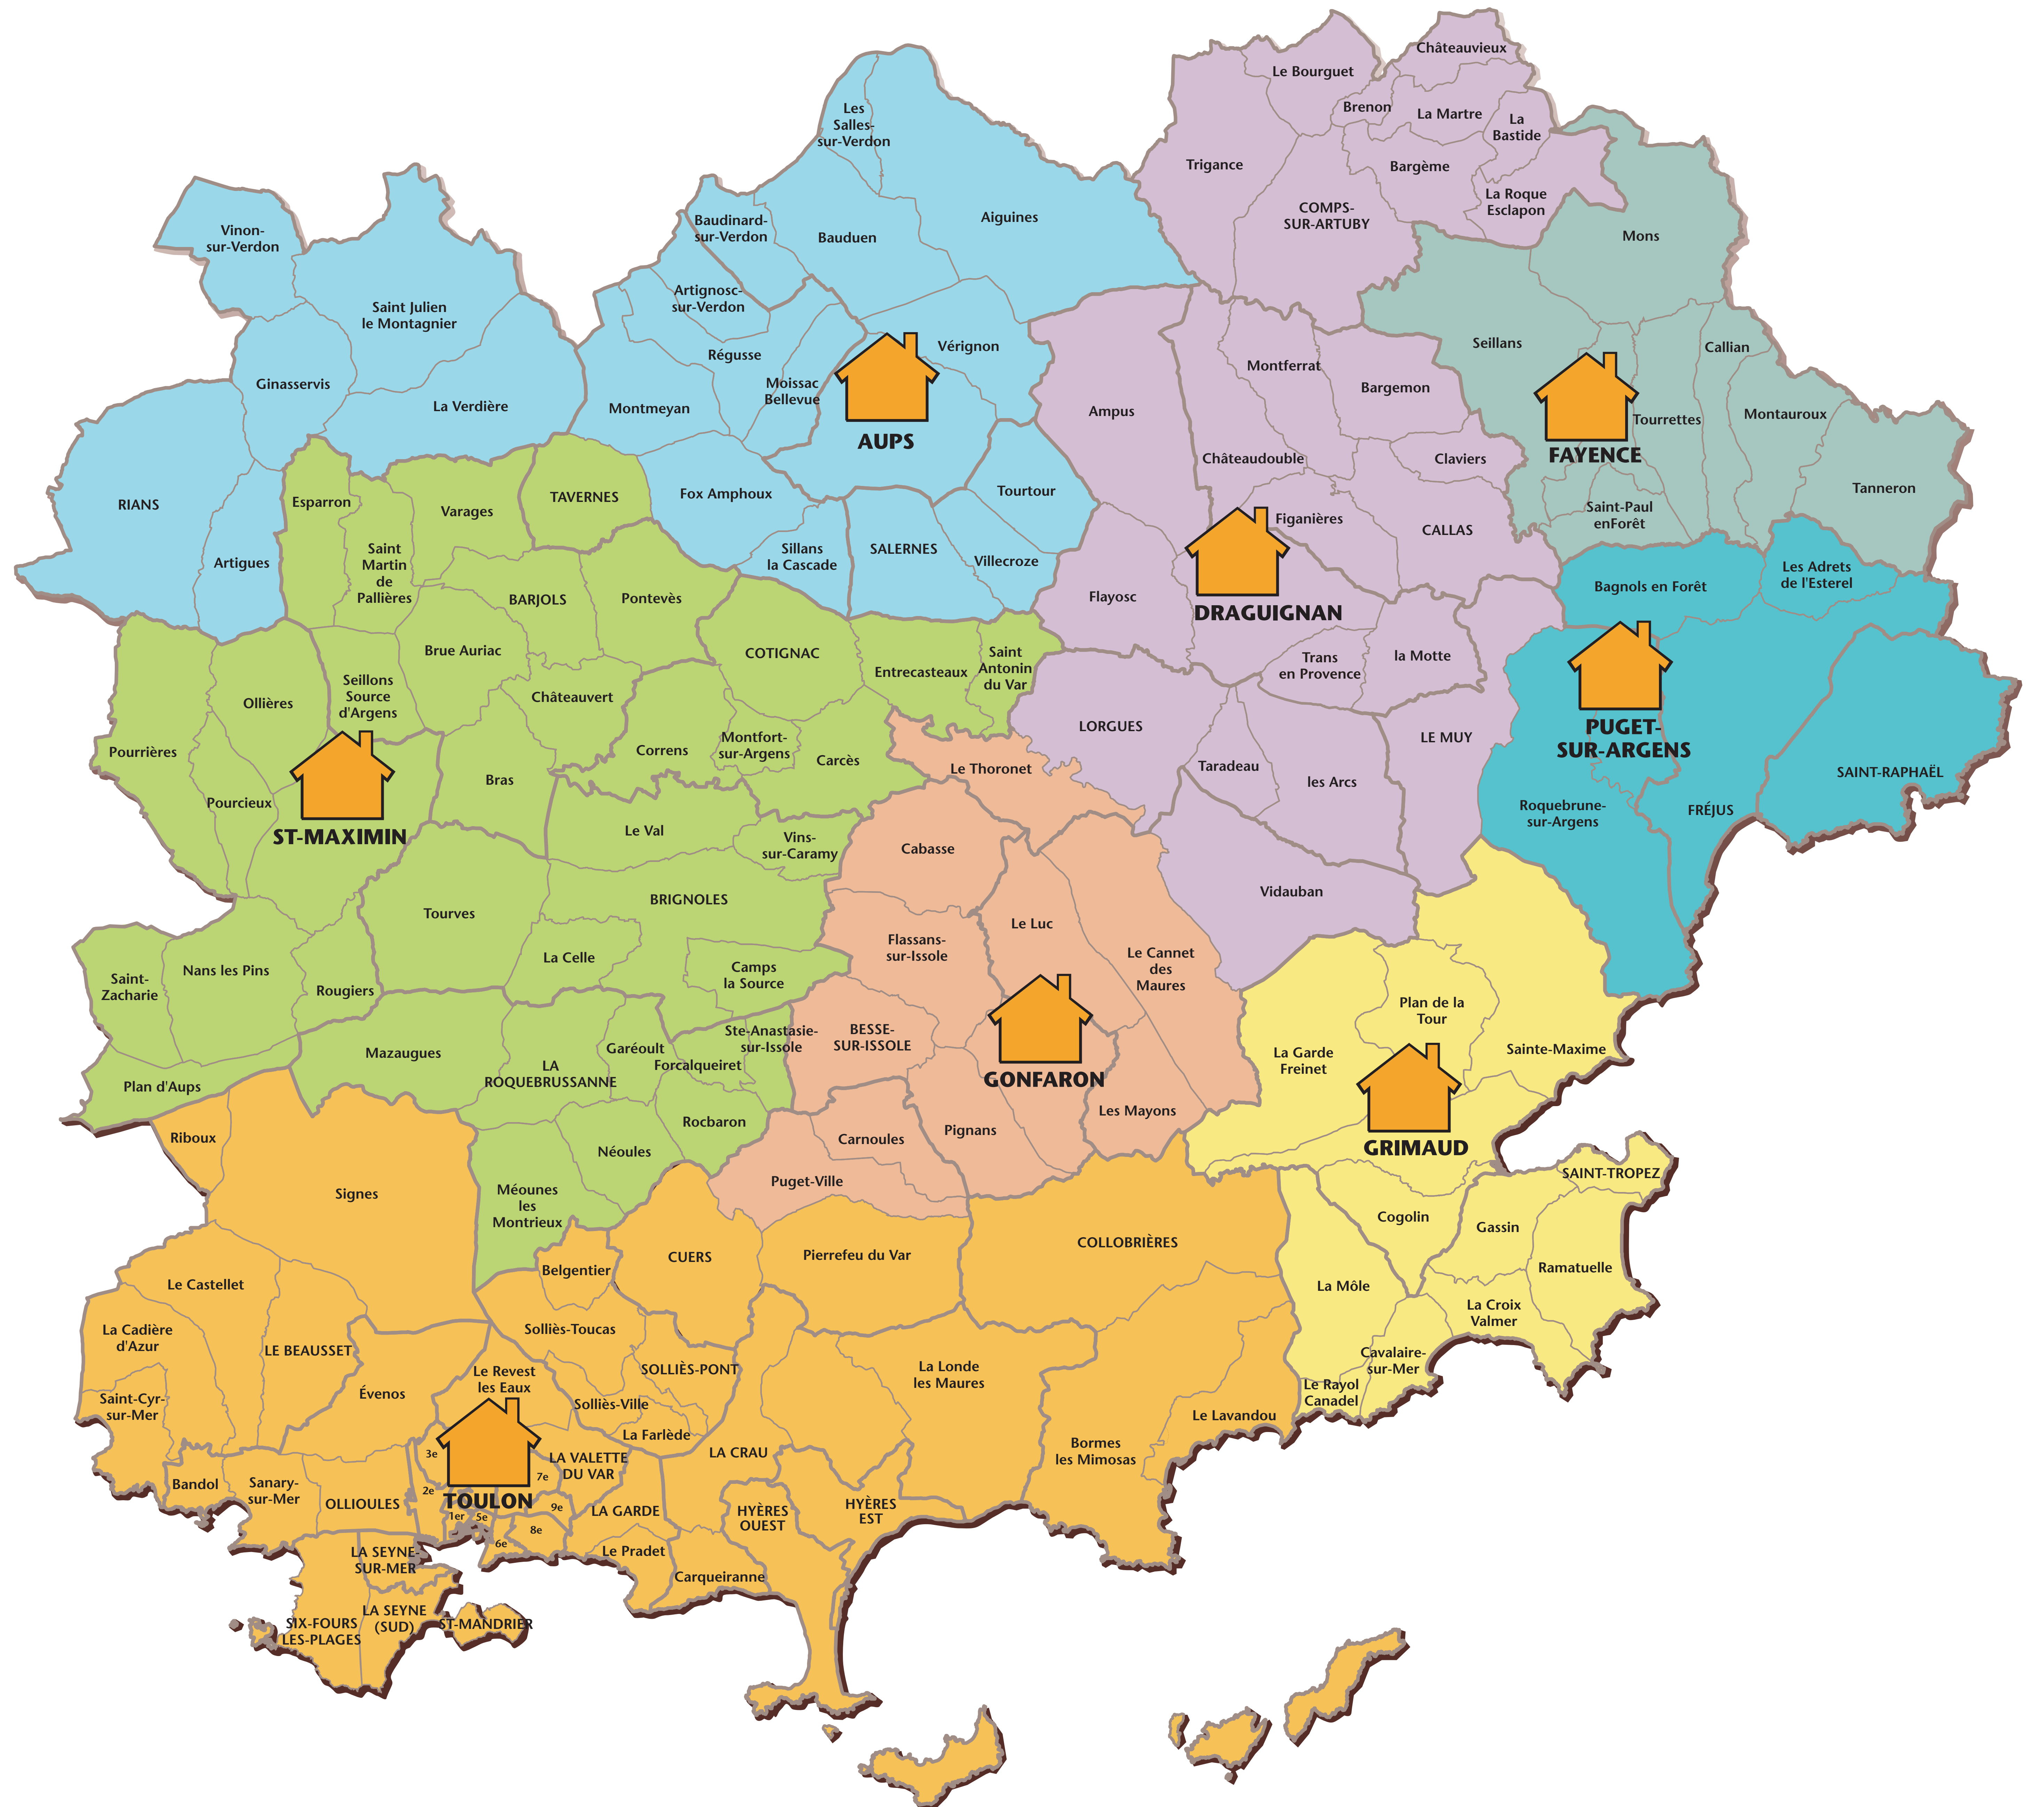 Châteauvieux
Le Bourguet
Brenon
La Martre
La
Bastide
Les
Salles-
sur-Verdon
Trigance
Bargème
La Roque
Esclapon
COMPS-
SUR-ARTUBY
Aiguines
Baudinard-
sur-Verdon
Bauduen
Vinon-
sur-Verdon
Mons
Artignosc-
sur-Verdon
Saint Julien
le Montagnier
Seillans
Callian
Vérignon
Régusse
Montferrat
Bargemon
Moissac
Bellevue
Ginasservis
La Verdière
Montmeyan
Ampus
Tourrettes
Montauroux
AUPS
FAYENCE
Châteaudouble
Claviers
Tanneron
RIANS
Esparron
Varages
TAVERNES
Fox Amphoux
Tourtour
Figanières
CALLAS
Saint-Paul
enForêt
Artigues
Saint
Martin
de
Pallières
Sillans
la Cascade
SALERNES
Villecroze
BARJOLS
Pontevès
Flayosc
DRAGUIGNAN
Bagnols en Forêt
Les Adrets
de l'Esterel
Brue Auriac
COTIGNAC
Entrecasteaux
Saint
Antonin
du Var
Trans
en Provence
la Motte
Ollières
Seillons
Source
d'Argens
Châteauvert
LORGUES
LE MUY
PUGET-
SUR-ARGENS
Pourrières
Correns
Montfort-
sur-Argens
Carcès
Le Thoronet
Taradeau
les Arcs
SAINT-RAPHAËL
Bras
Pourcieux
ST-MAXIMIN
Le Val
Vins-
sur-Caramy
Cabasse
Roquebrune-
sur-Argens
FRÉJUS
Vidauban
Tourves
BRIGNOLES
Le Luc
Flassans-
sur-Issole
Le Cannet
des
Maures
La Celle
Camps
la Source
Saint-
Zacharie
Nans les Pins
Rougiers
Plan de la
Tour
Mazaugues
LA
ROQUEBRUSSANNE
Garéoult
Forcalqueiret
Ste-Anastasie-
sur-Issole
BESSE-
SUR-ISSOLE
GONFARON
La Garde
Freinet
Sainte-Maxime
Plan d'Aups
Les Mayons
Rocbaron
Riboux
Néoules
Carnoules
Pignans
GRIMAUD
SAINT-TROPEZ
Signes
Méounes
les
Montrieux
Puget-Ville
Cogolin
Gassin
Ramatuelle
CUERS
Pierrefeu du Var
COLLOBRIÈRES
Belgentier
La Môle
Le Castellet
La Croix
Valmer
La Cadière
d'Azur
LE BEAUSSET
Solliès-Toucas
Cavalaire-
sur-Mer
Le Revest
les Eaux
SOLLIÈS-PONT
La Londe
les Maures
Évenos
Saint-Cyr-
sur-Mer
Solliès-Ville
Le Rayol
Canadel
La Farlède
Le Lavandou
3e
LA VALETTE
DU VAR
LA CRAU
Bormes
les Mimosas
7e
Bandol
Sanary-
sur-Mer
OLLIOULES
2e
TOULON
9e
LA GARDE
HYÈRES
OUEST
HYÈRES
EST
1er
5e
8e
6e
LA SEYNE-
SUR-MER
Le Pradet
Carqueiranne
SIX-FOURS
LES-PLAGES
LA SEYNE
(SUD)
ST-MANDRIER